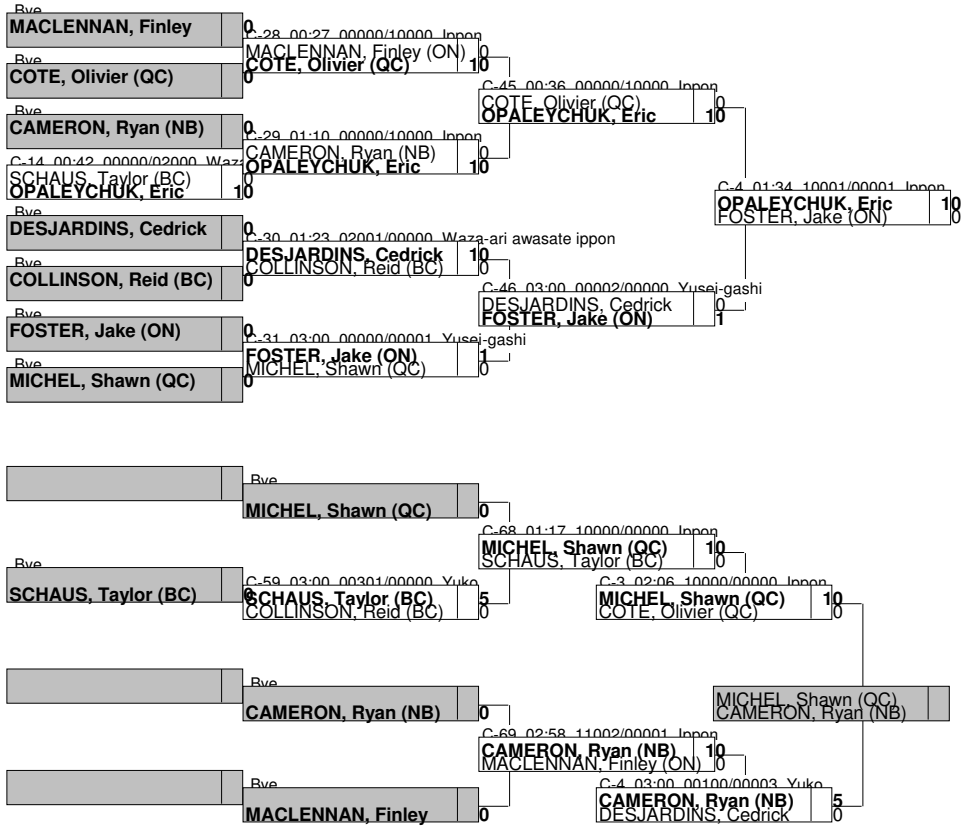 Bye
MACLENNAN, Finley 0
Bye
COTE, Olivier (QC) 0
Bye
CAMERON, Ryan (NB) 0
C-14 00:42 00000/02000 Waza
SCHAUS, Taylor (BC) 0
OPALEYCHUK, Eric 10
Bye
DESJARDINS, Cedrick 0
Bye
COLLINSON, Reid (BC) 0
Bye
FOSTER, Jake (ON) 0
Bye
MICHEL, Shawn (QC) 0
C-28 00:27 00000/10000 Ippon
MACLENNAN, Finley (ON) 0
COTE, Olivier (QC) 10
C-29 01:10 00000/10000 Ippon
CAMERON, Ryan (NB) 0
OPALEYCHUK, Eric 10
C-30 01:23 02001/00000 Waza-ari awasate ippon
DESJARDINS, Cedrick 10
COLLINSON, Reid (BC) 0
C-31 03:00 00000/00001 Yusei-gashi
FOSTER, Jake (ON) 1
MICHEL, Shawn (QC) 0
C-45 00:36 00000/10000 Ippon
COTE, Olivier (QC) 0
OPALEYCHUK, Eric 10
C-46 03:00 00002/00000 Yusei-gashi
DESJARDINS, Cedrick 0
FOSTER, Jake (ON) 1
C-4 01:34 10001/00001 Ippon
OPALEYCHUK, Eric 10
FOSTER, Jake (ON) 0
Bye
MICHEL, Shawn (QC) 0
Bye
SCHAUS, Taylor (BC) 0
C-59 03:00 00301/00000 Yuko
SCHAUS, Taylor (BC) 5
COLLINSON, Reid (BC) 0
C-68 01:17 10000/00000 Ippon
MICHEL, Shawn (QC) 10
SCHAUS, Taylor (BC) 0
C-3 02:06 10000/00000 Ippon
MICHEL, Shawn (QC) 10
COTE, Olivier (QC) 0
Bye
CAMERON, Ryan (NB) 0
Bye
MACLENNAN, Finley 0
C-69 02:58 11002/00001 Ippon
CAMERON, Ryan (NB) 10
MACLENNAN, Finley (ON) 0
C-4 03:00 00100/00003 Yuko
CAMERON, Ryan (NB) 5
DESJARDINS, Cedrick 0
MICHEL, Shawn (QC)
CAMERON, Ryan (NB)